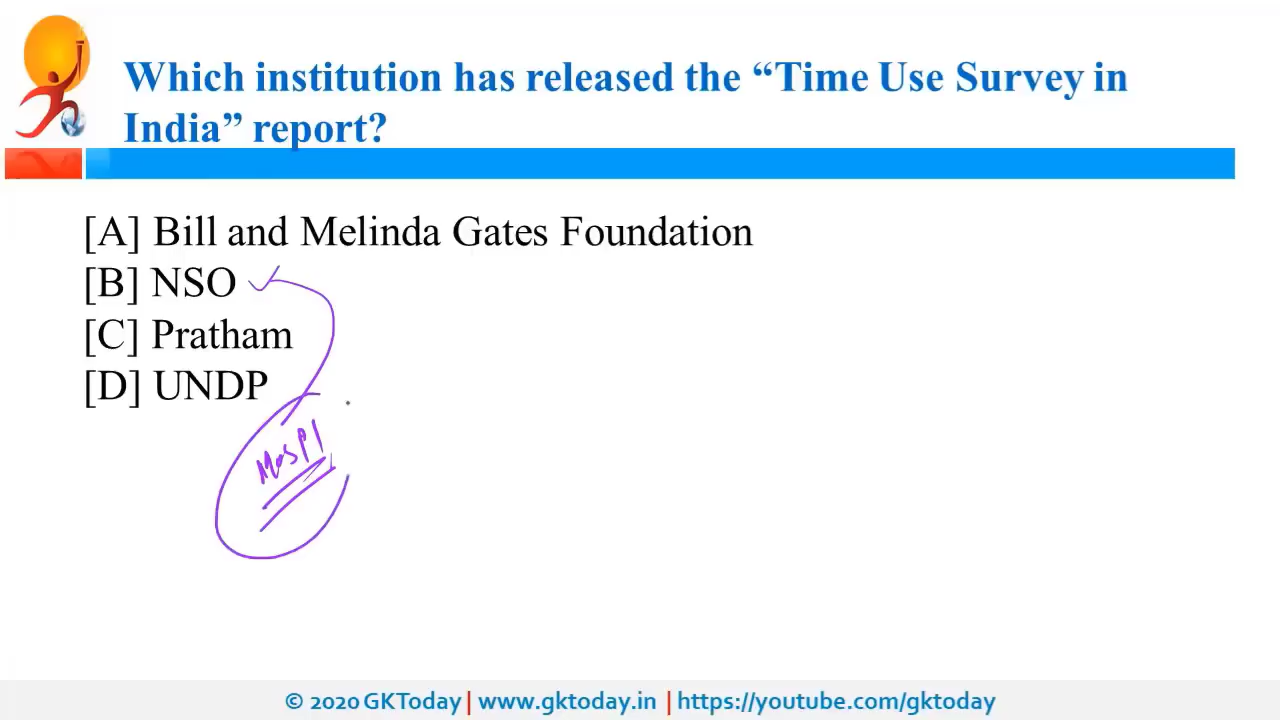 Which institution has released the “Time Use Survey in
India” report?
[A] Bill and Melinda Gates Foundation
[B] NSO
[C] Pratham
[D] UNDP
MosPI
© 2020 GKToday | www.gktoday.in | https://youtube.com/gktoday